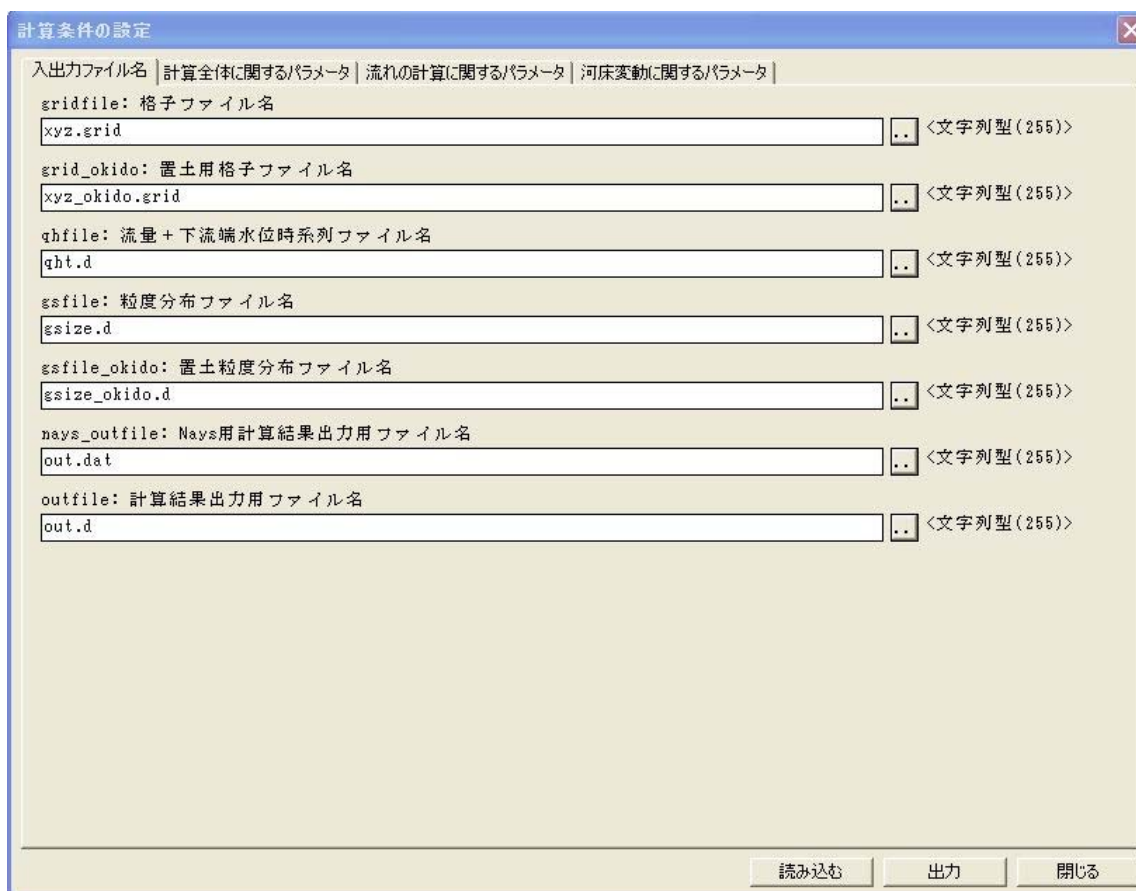 計算条件の設定
入出力ファイル名 計算全体に関するパラメータ 流れの計算に関するパラメータ 河床変動に関するパラメータ
gridfile: 格子ファイル名
xyz.grid .. <文字列型(255)>
grid_okido: 置土用格子ファイル名
xyz_okido.grid .. <文字列型(255)>
qhfile: 流量+下流端水位時系列ファイル名
qht.d .. <文字列型(255)>
gsfile: 粒度分布ファイル名
gsize.d .. <文字列型(255)>
gsfile_okido: 置土粒度分布ファイル名
gsize_okido.d .. <文字列型(255)>
nays_outfile: Nays用計算結果出力用ファイル名
out.dat .. <文字列型(255)>
outfile: 計算結果出力用ファイル名
out.d .. <文字列型(255)>
読み込む 出力 閉じる